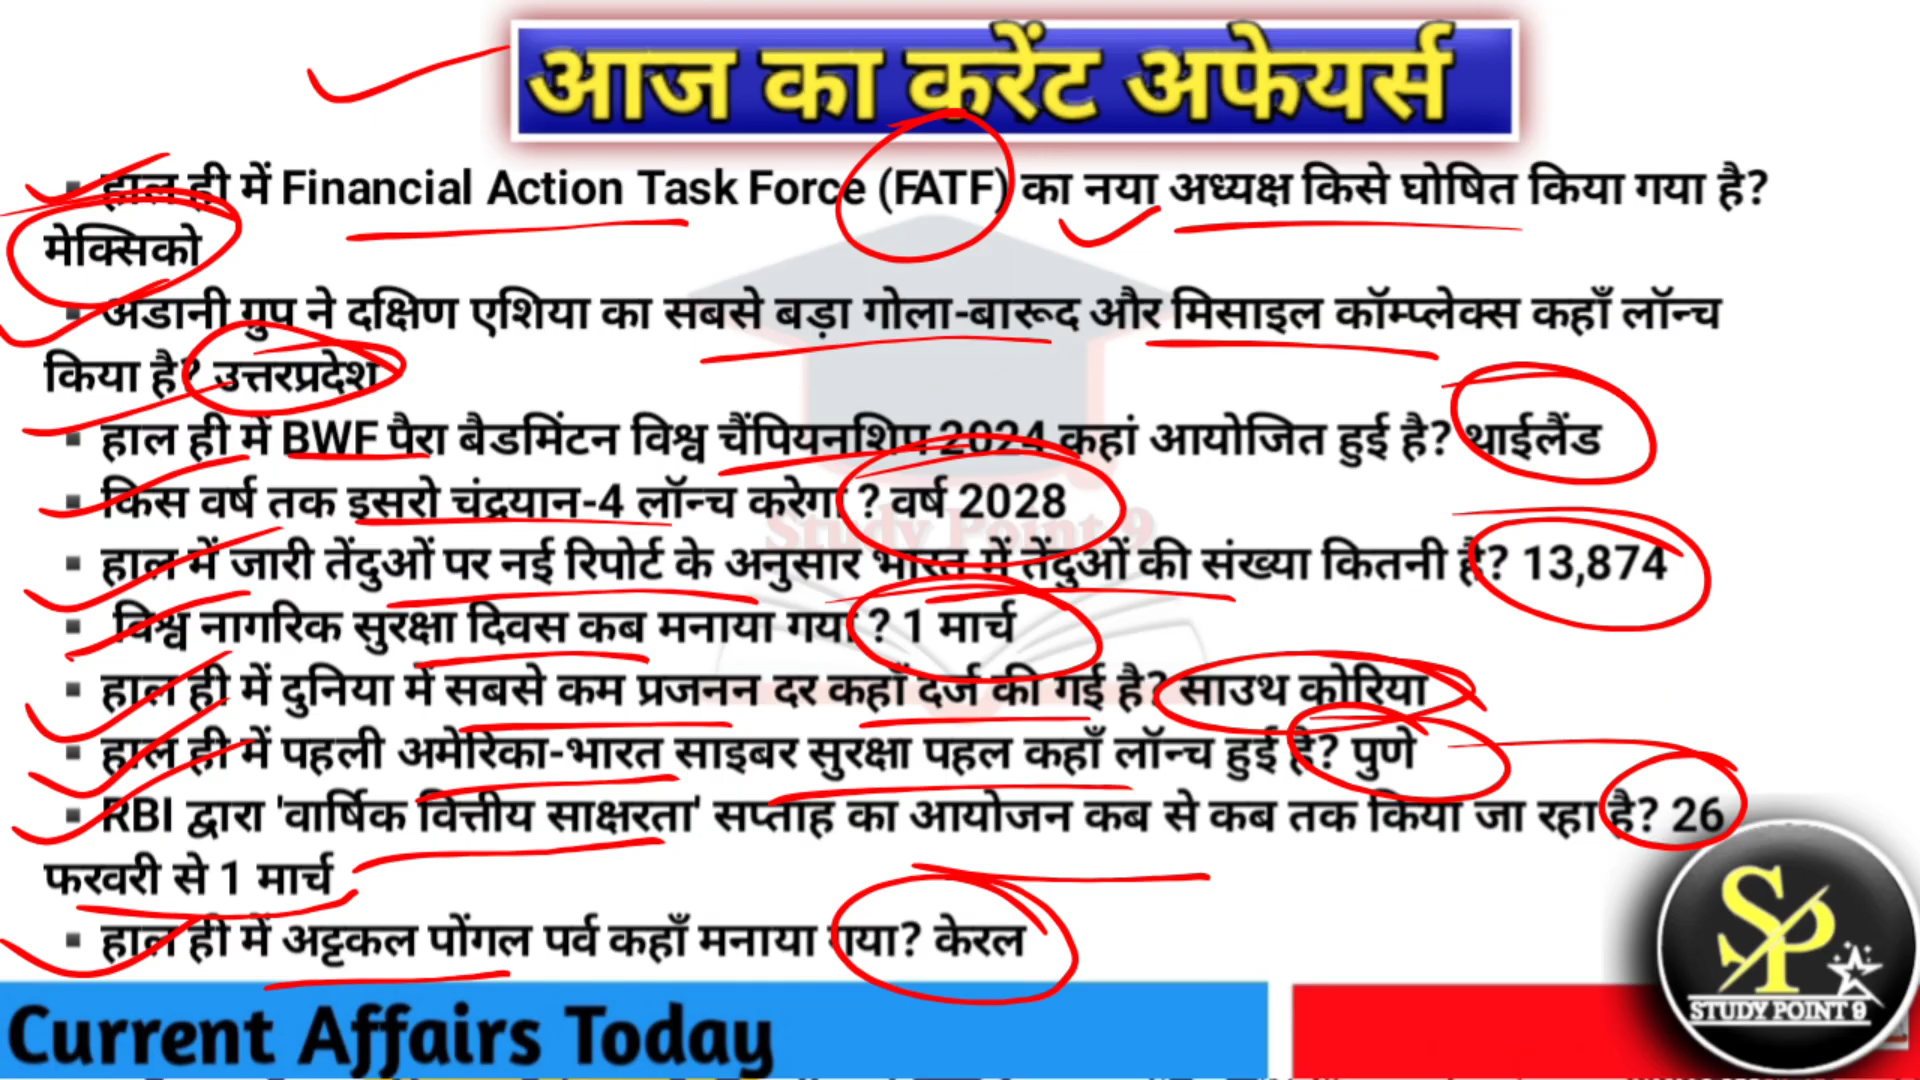 आज का करेंट अफेयर्स
▪ हाल ही में Financial Action Task Force (FATF) का नया अध्यक्ष किसे घोषित किया गया है?
मेक्सिको
▪ अडानी ग्रुप ने दक्षिण एशिया का सबसे बड़ा गोला-बारूद और मिसाइल कॉम्प्लेक्स कहाँ लॉन्च
किया है? उत्तरप्रदेश
▪ हाल ही में BWF पैरा बैडमिंटन विश्व चैंपियनशिप 2024 कहां आयोजित हुई है? थाईलैंड
▪ किस वर्ष तक इसरो चंद्रयान-4 लॉन्च करेगा ? वर्ष 2028
Study Point 9
▪ हाल में जारी तेंदुओं पर नई रिपोर्ट के अनुसार भारत में तेंदुओं की संख्या कितनी है? 13,874
▪ विश्व नागरिक सुरक्षा दिवस कब मनाया गया ? 1 मार्च
▪ हाल ही में दुनिया में सबसे कम प्रजनन दर कहाँ दर्ज की गई है? साउथ कोरिया
▪ हाल ही में पहली अमेरिका-भारत साइबर सुरक्षा पहल कहाँ लॉन्च हुई है? पुणे
▪ RBI द्वारा 'वार्षिक वित्तीय साक्षरता' सप्ताह का आयोजन कब से कब तक किया जा रहा है? 26
फरवरी से 1 मार्च
▪ हाल ही में अट्टकल पोंगल पर्व कहाँ मनाया गया? केरल
SP
STUDY POINT 9
Current Affairs Today